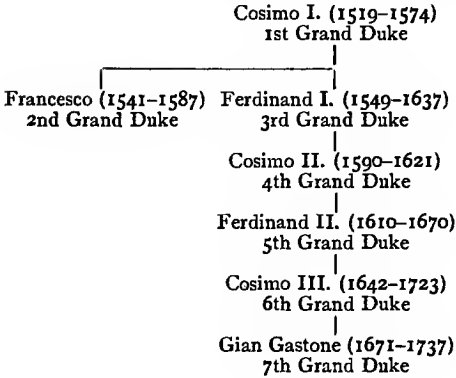 Cosimo I. (1519–1574)
1st Grand Duke
Francesco (1541–1587)
2nd Grand Duke
Ferdinand I. (1549–1637)
3rd Grand Duke
Cosimo II. (1590–1621)
4th Grand Duke
Ferdinand II. (1610–1670)
5th Grand Duke
Cosimo III. (1642–1723)
6th Grand Duke
Gian Gastone (1671–1737)
7th Grand Duke